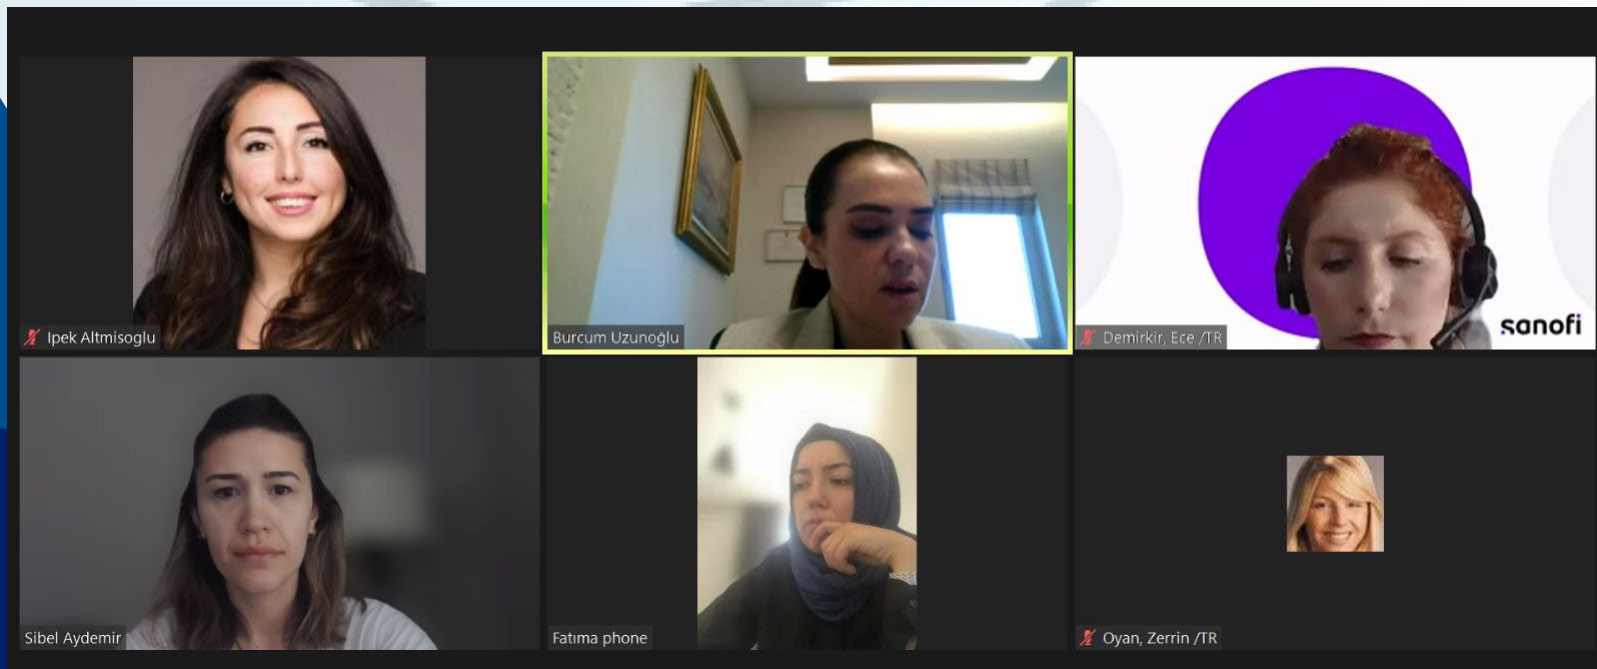 Ipek Altmisoglu
Burcum Uzunoğlu
Demirkir, Ece /TR
sanofi
Sibel Aydemir
Fatıma phone
Oyan, Zerrin /TR